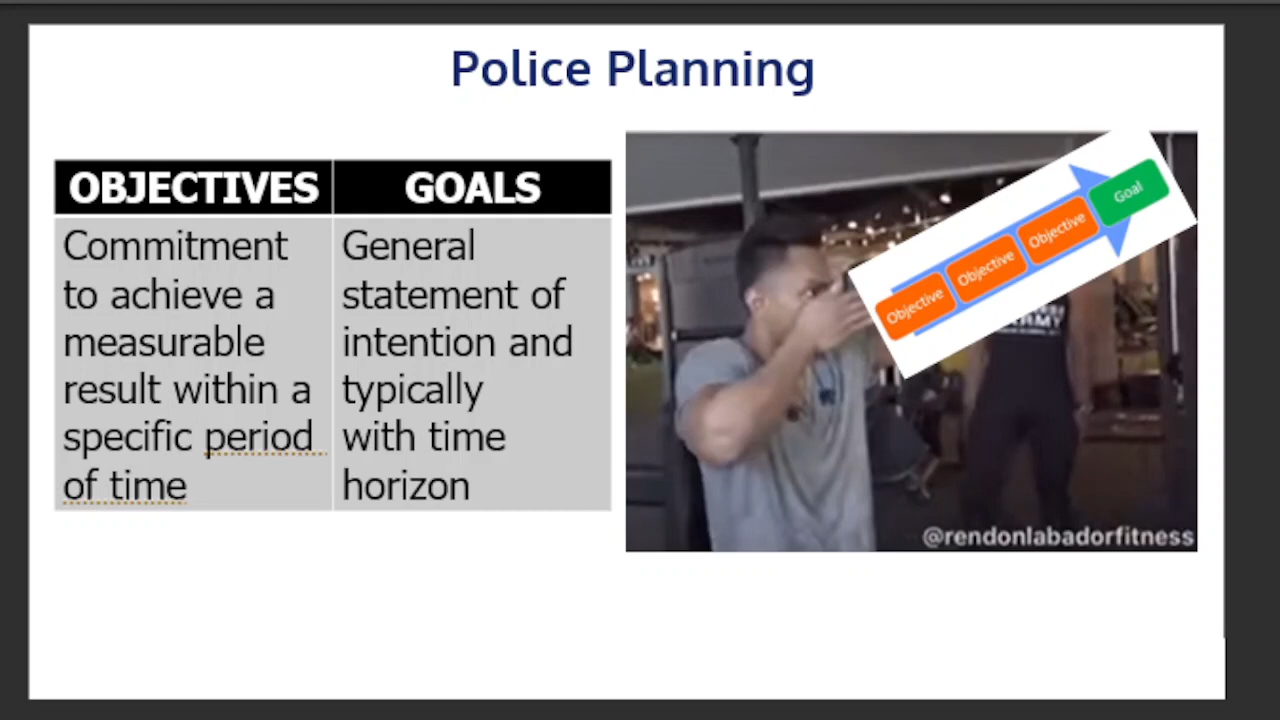 Police Planning
OBJECTIVES
GOALS
Commitment
to achieve a
measurable
result within a
specific period
of time
General
statement of
intention and
typically
with time
horizon
Goal
Objective
Objective
Objective
@rendonlabadorfitness